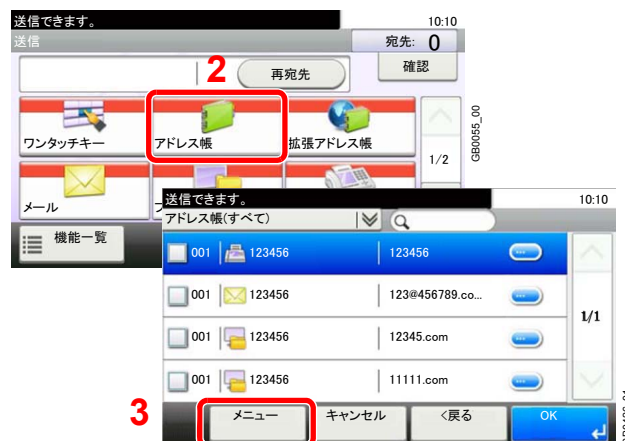 送信できます。 10:10
送信 宛先: 0
2 再宛先 確認
ワンタッチキー アドレス帳 拡張アドレス帳
1/2
GB0055_00
メール
機能一覧
送信できます。 10:10
アドレス帳(すべて)
001 123456 123456
001 123456 123@456789.co...
1/1
001 123456 12345.com
001 123456 11111.com
3 メニュー キャンセル <戻る OK